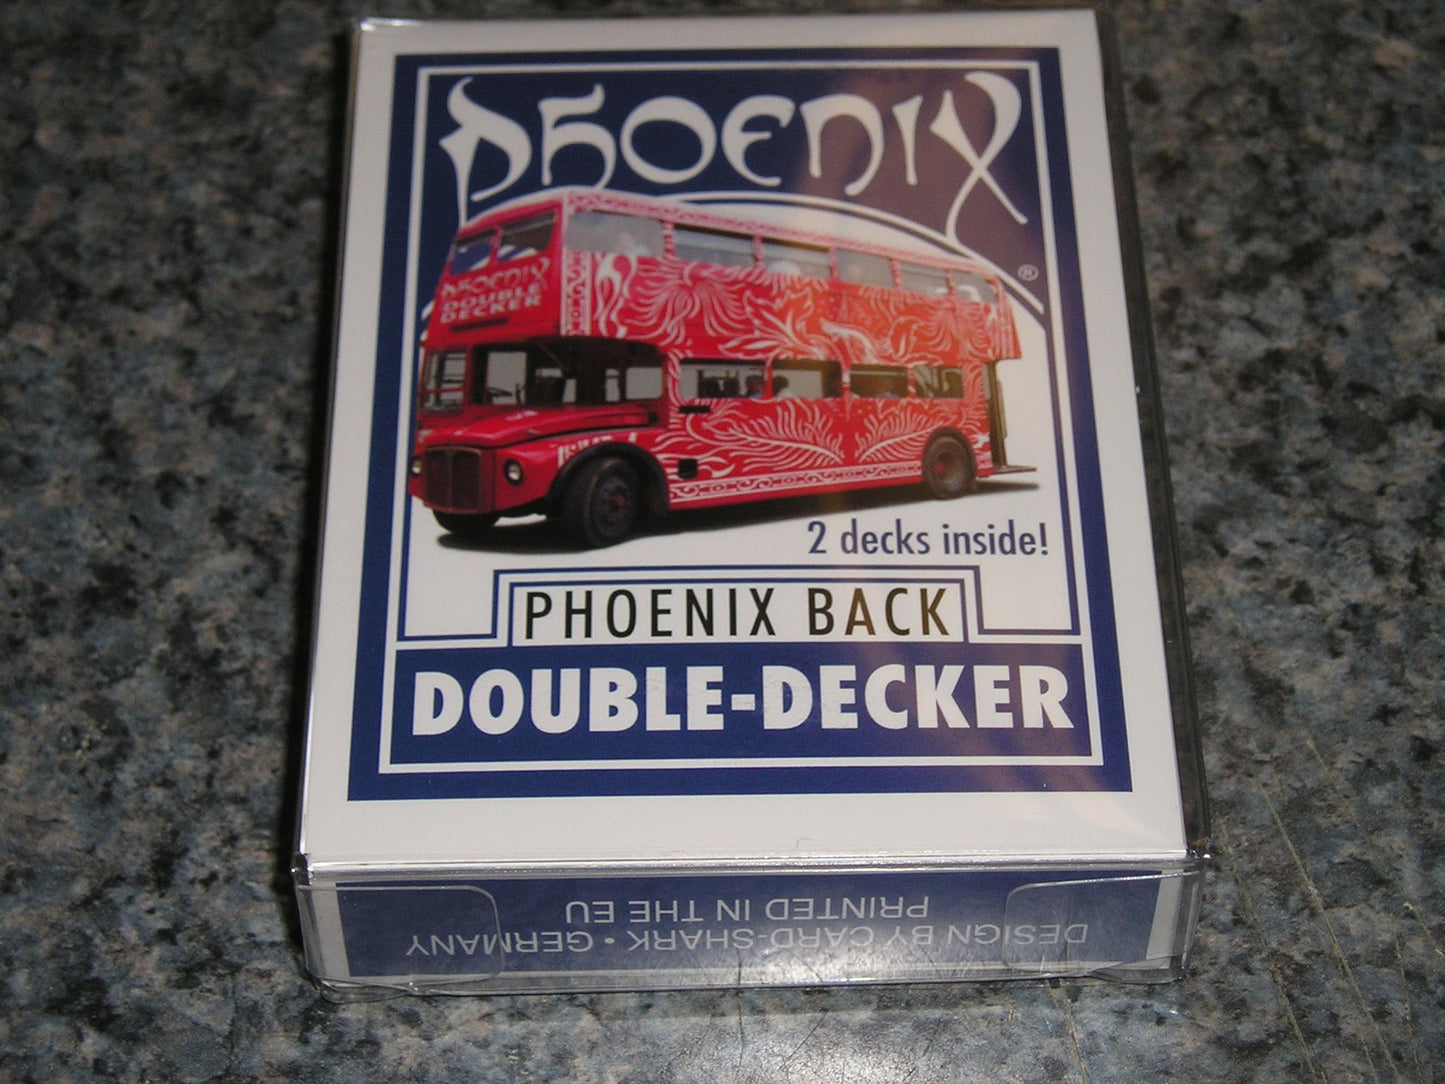 PHOENIX
®
PHOENIX
DOUBLE
DECKER
2 decks inside!
PHOENIX BACK
DOUBLE-DECKER
DESIGN BY CARD-SHARK • GERMANY
PRINTED IN THE EU